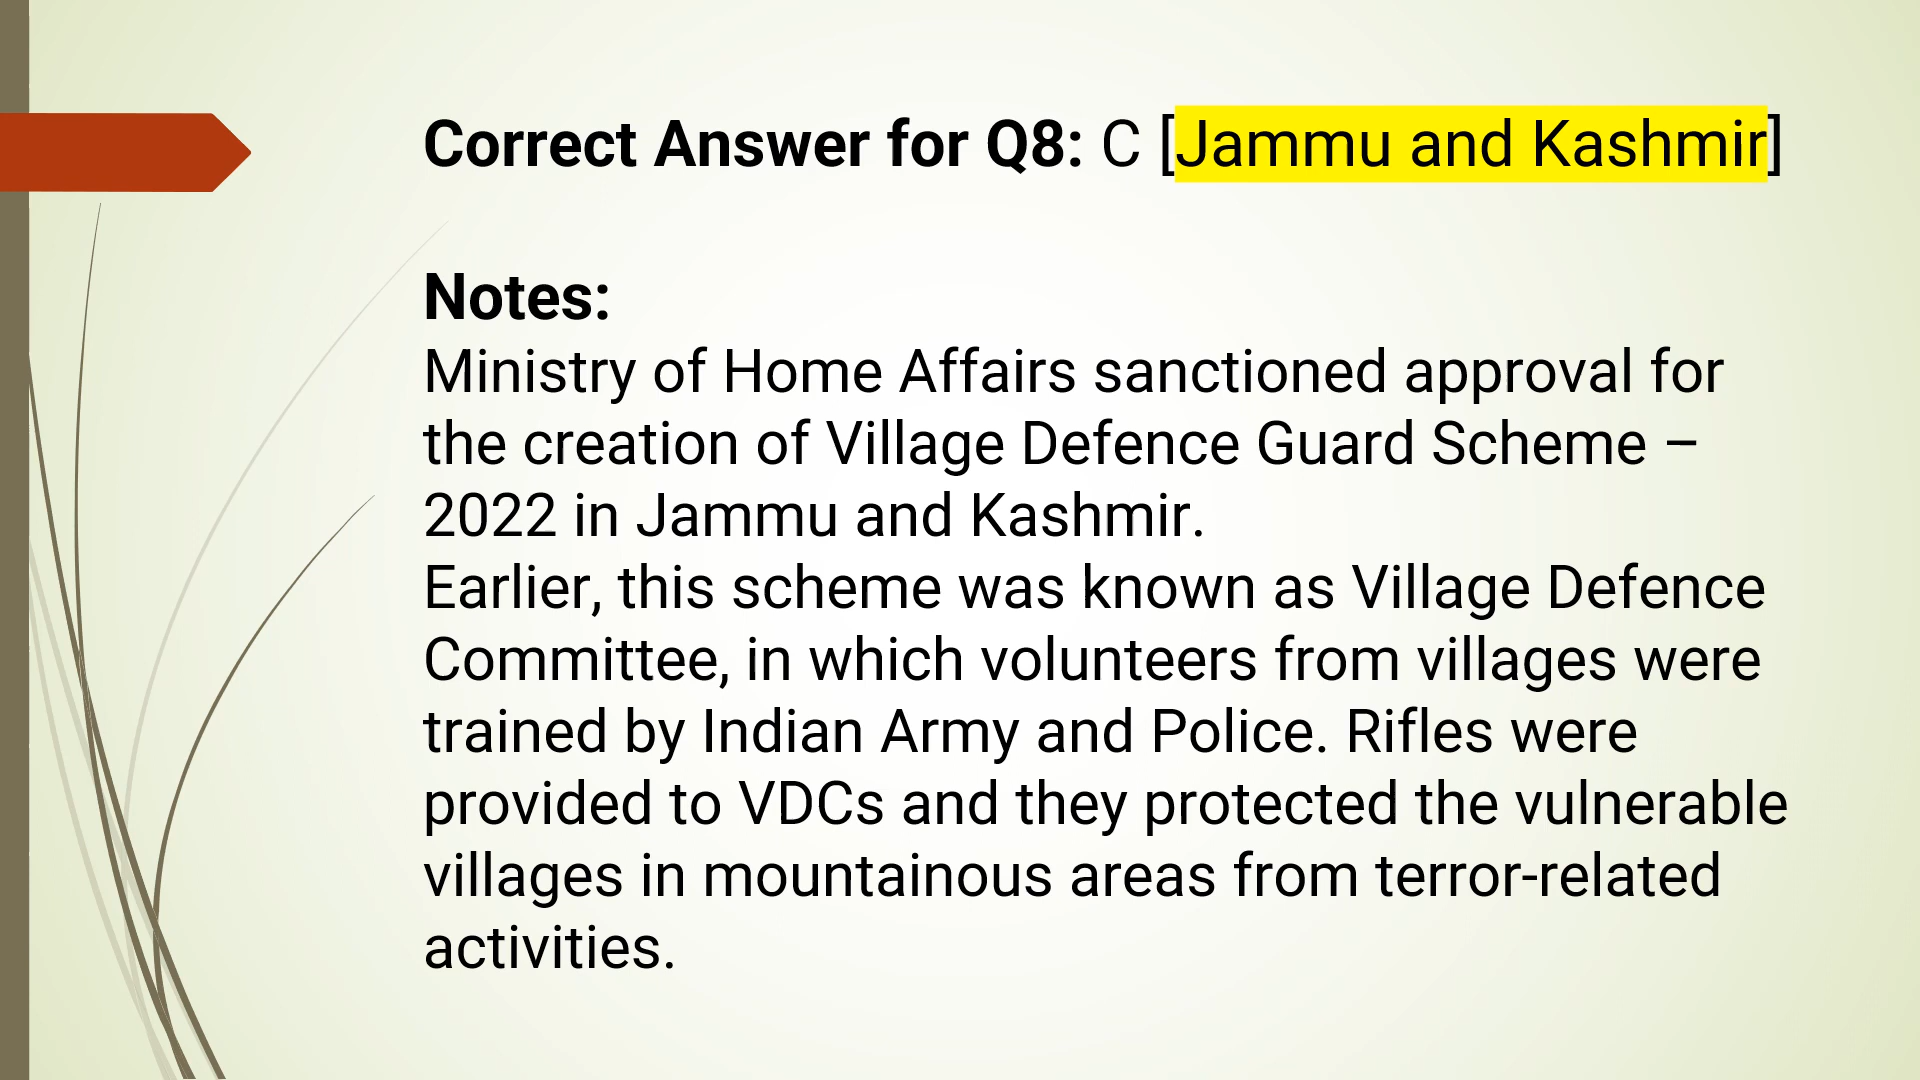 Correct Answer for Q8: C [Jammu and Kashmir]
Notes:
Ministry of Home Affairs sanctioned approval for
the creation of Village Defence Guard Scheme –
2022 in Jammu and Kashmir.
Earlier, this scheme was known as Village Defence
Committee, in which volunteers from villages were
trained by Indian Army and Police. Rifles were
provided to VDCs and they protected the vulnerable
villages in mountainous areas from terror-related
activities.